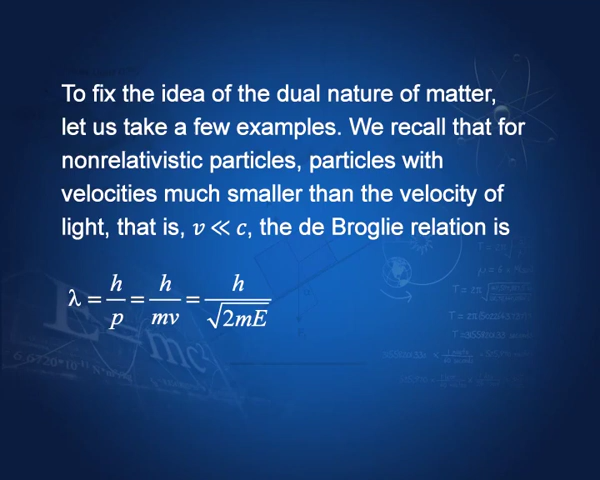 To fix the idea of the dual nature of matter,
let us take a few examples. We recall that for
nonrelativistic particles, particles with
velocities much smaller than the velocity of
light, that is, v ≪ c, the de Broglie relation is
λ = h/p = h/mv = h/√2mE
E=mc²